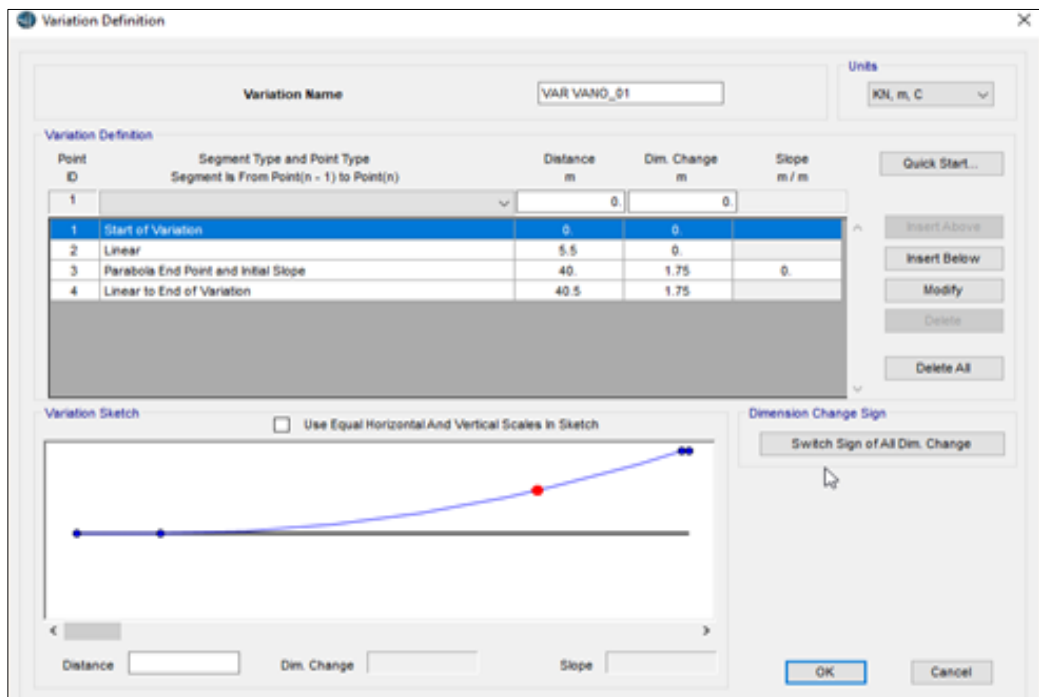 Variation Definition
Units
Variation Name VAR VANO_01 KN, m, C
Variation Definition
Point Segment Type and Point Type Distance Dim. Change Slope
ID Segment Is From Point(n - 1) to Point(n) m m m / m
Quick Start...
1 0. 0.
1 Start of Variation 0. 0.
2 Linear 5.5 0.
3 Parabola End Point and Initial Slope 40. 1.75 0.
4 Linear to End of Variation 40.5 1.75
Insert Above
Insert Below
Modify
Delete
Delete All
Variation Sketch
Use Equal Horizontal And Vertical Scales In Sketch
Dimension Change Sign
Switch Sign of All Dim. Change
Distance Dim. Change Slope
OK Cancel